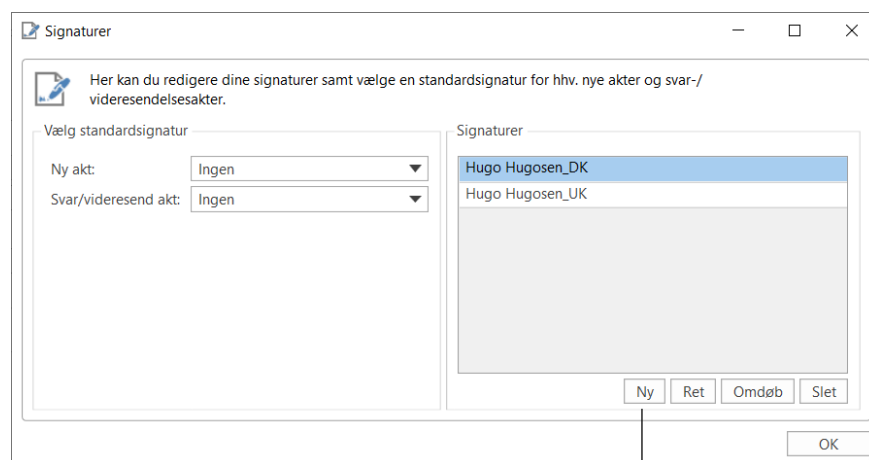 Signaturer
Her kan du redigere dine signaturer samt vælge en standardsignatur for hhv. nye akter og svar-/
videresendelsesakter.
Vælg standardsignatur
Ny akt: Ingen
Svar/videresend akt: Ingen
Signaturer
Hugo Hugosen_DK
Hugo Hugosen_UK
Ny Ret Omdøb Slet
OK